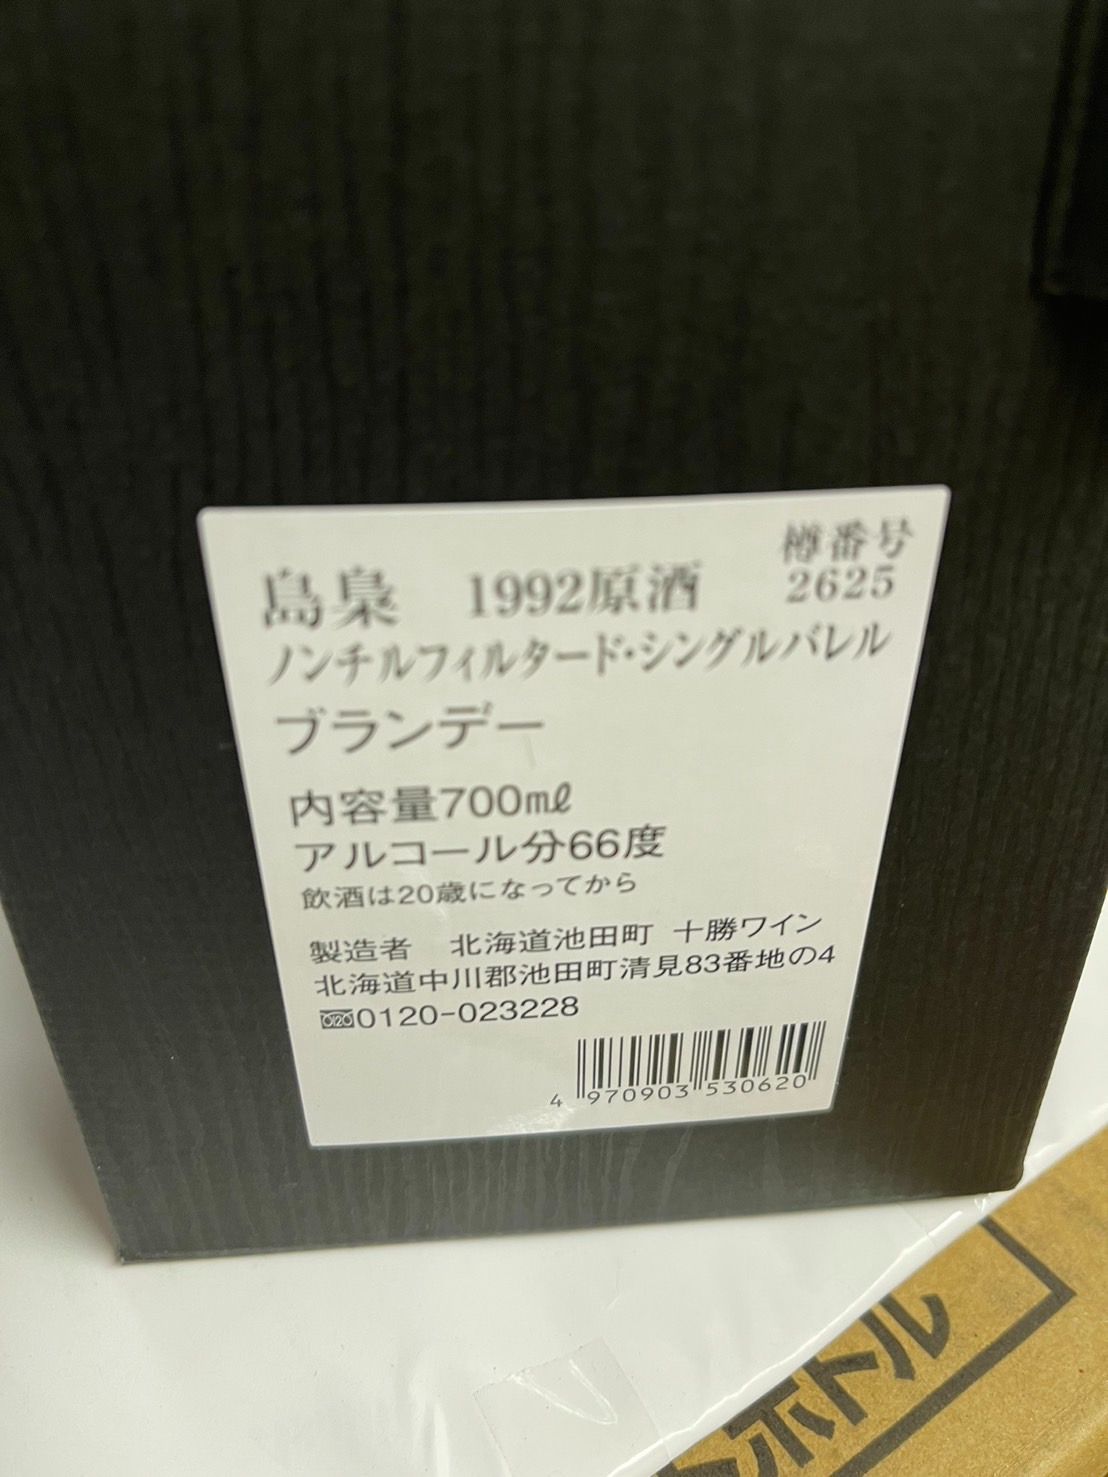 島梟　1992原酒　樽番号
2625
ノンチルフィルタード・シングルバレル
ブランデー
内容量700㎖
アルコール分66度
飲酒は20歳になってから
製造者　北海道池田町 十勝ワイン
北海道中川郡池田町清見83番地の4
0120-023228
4 970903 530620
ボトル